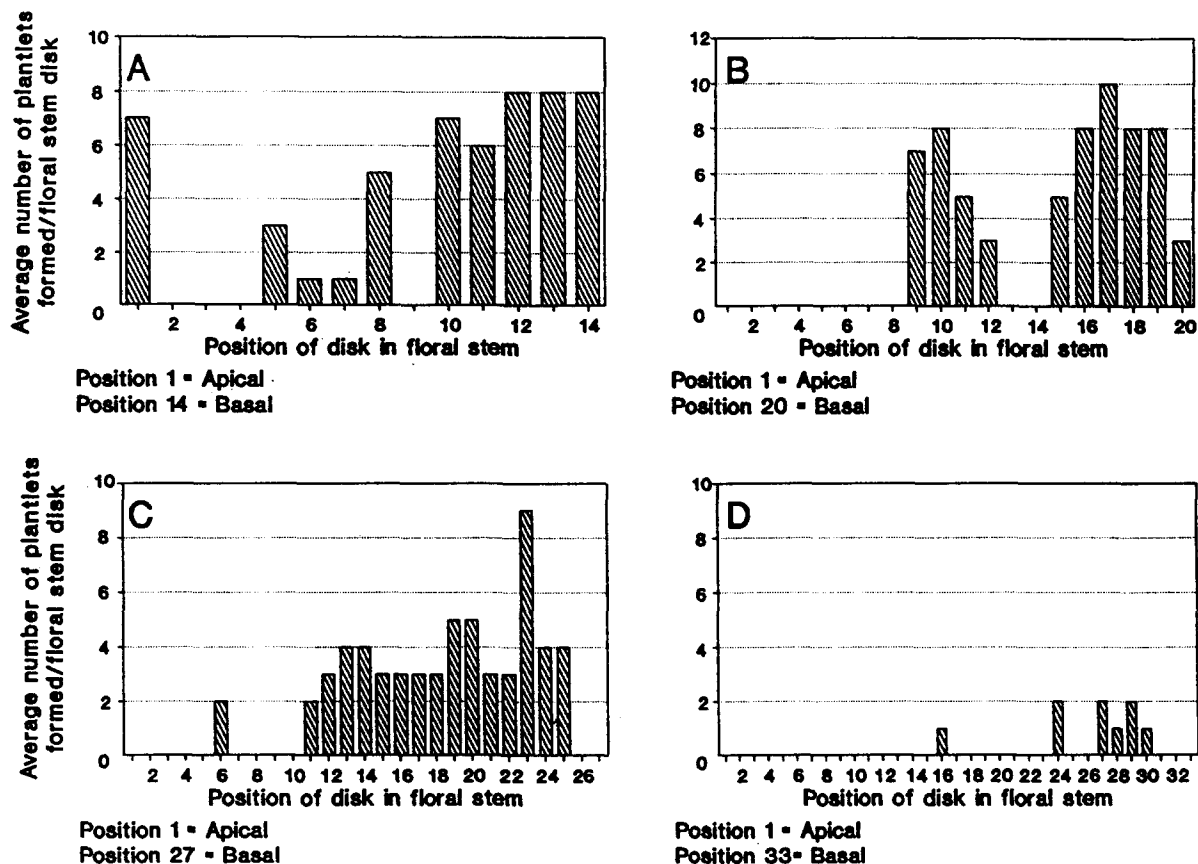 Average number of plantlets
formed/floral stem disk
10
8
6
4
2
0
A
2 4 6 8 10 12 14
Position of disk in floral stem
Position 1 = Apical
Position 14 = Basal
12
10
8
6
4
2
0
B
2 4 6 8 10 12 14 16 18 20
Position of disk in floral stem
Position 1 = Apical
Position 20 = Basal
Average number of plantlets
formed/floral stem disk
10
8
6
4
2
0
C
2 4 6 8 10 12 14 16 18 20 22 24 26
Position of disk in floral stem
Position 1 = Apical
Position 27 = Basal
10
8
6
4
2
0
D
2 4 6 8 10 12 14 16 18 20 22 24 26 28 30 32
Position of disk in floral stem
Position 1 = Apical
Position 33= Basal